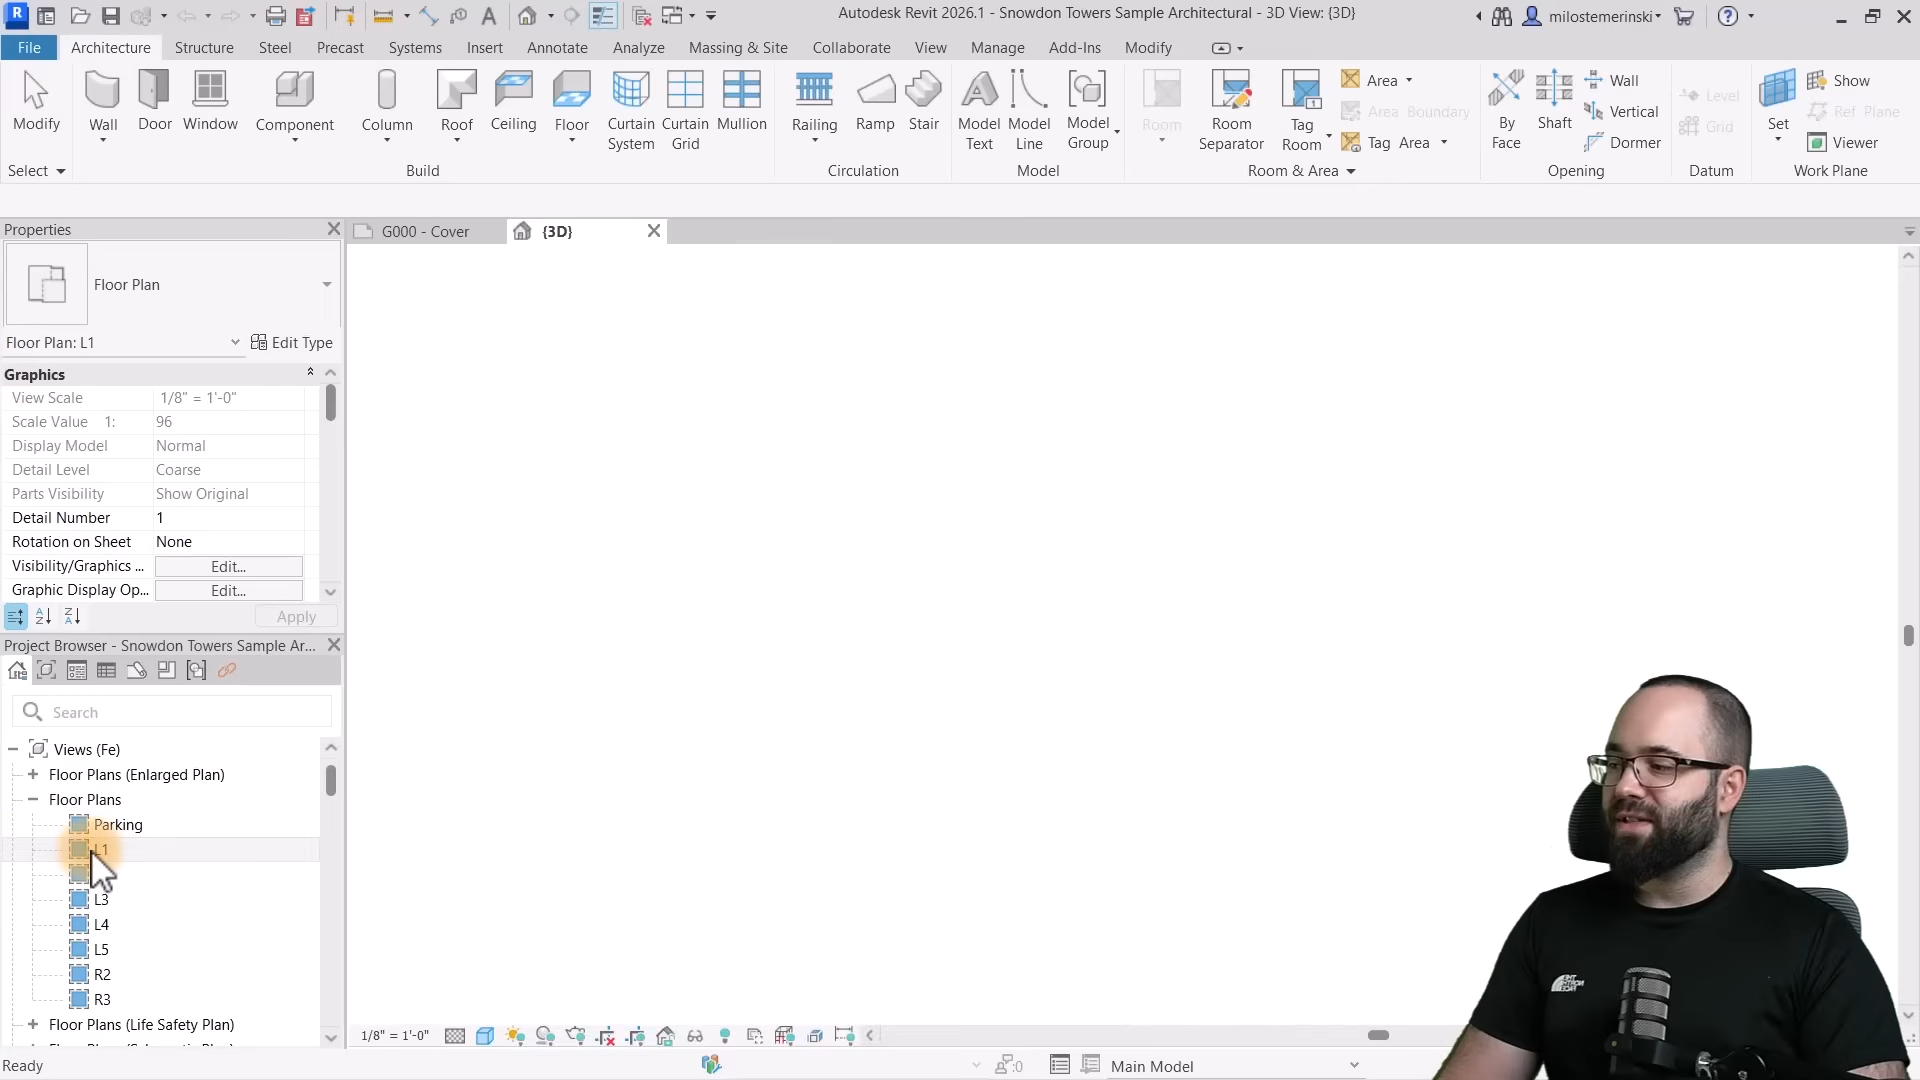 Autodesk Revit 2026.1 - Snowdon Towers Sample Architectural - 3D View: {3D}
milostemerinski
File Architecture Structure Steel Precast Systems Insert Annotate Analyze Massing & Site Collaborate View Manage Add-Ins Modify
Modify Wall Door Window Component Column Roof Ceiling Floor Curtain System Curtain Grid Mullion Railing Ramp Stair Model Text Model Line Model Group Room Room Separator Tag Room Area By Face Shaft Wall Level Set Show
Area Boundary Vertical Grid Ref Plane
Tag Area Dormer Viewer
Select Build Circulation Model Room & Area Opening Datum Work Plane
Properties
G000 - Cover {3D}
Floor Plan
Floor Plan: L1 Edit Type
Graphics
View Scale 1/8" = 1'-0"
Scale Value 1: 96
Display Model Normal
Detail Level Coarse
Parts Visibility Show Original
Detail Number 1
Rotation on Sheet None
Visibility/Graphics ... Edit...
Graphic Display Op... Edit...
Apply
Project Browser - Snowdon Towers Sample Ar...
Search
Views (Fe)
Floor Plans (Enlarged Plan)
Floor Plans
Parking
L1
L3
L4
L5
R2
R3
Floor Plans (Life Safety Plan)
1/8" = 1'-0"
Ready
:0
Main Model